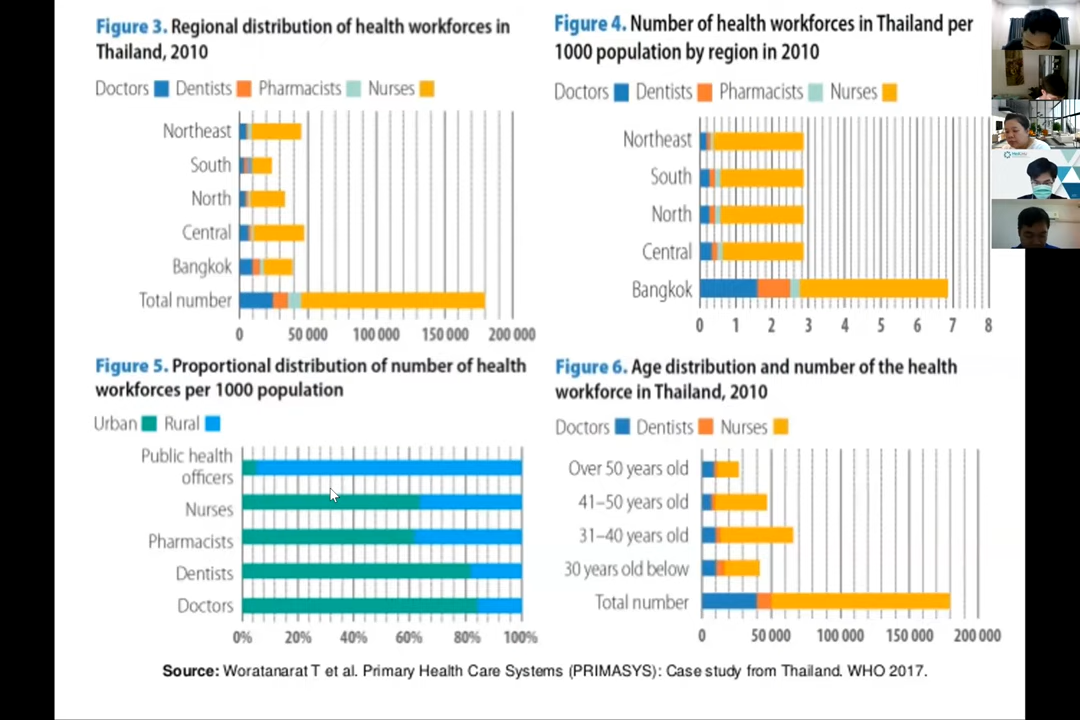 Figure 3. Regional distribution of health workforces in
Thailand, 2010
Doctors Dentists Pharmacists Nurses
Northeast
South
North
Central
Bangkok
Total number
0 50 000 100 000 150 000 200 000
Figure 4. Number of health workforces in Thailand per
1000 population by region in 2010
Doctors Dentists Pharmacists Nurses
Northeast
South
North
Central
Bangkok
0 1 2 3 4 5 6 7 8
Figure 5. Proportional distribution of number of health
workforces per 1000 population
Urban Rural
Public health
officers
Nurses
Pharmacists
Dentists
Doctors
0% 20% 40% 60% 80% 100%
Figure 6. Age distribution and number of the health
workforce in Thailand, 2010
Doctors Dentists Nurses
Over 50 years old
41–50 years old
31–40 years old
30 years old below
Total number
0 50 000 100 000 150 000 200 000
Source: Woratanarat T et al. Primary Health Care Systems (PRIMASYS): Case study from Thailand. WHO 2017.